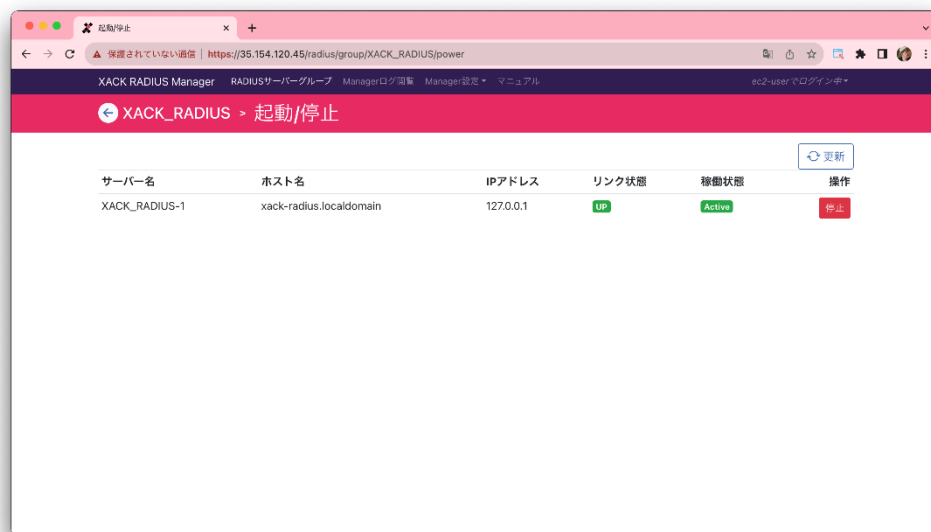 起動/停止
保護されていない通信 | https://35.154.120.45/radius/group/XACK_RADIUS/power
XACK RADIUS Manager RADIUSサーバーグループ Managerログ閲覧 Manager設定 マニュアル ec2-userでログイン中
XACK_RADIUS > 起動/停止
更新
サーバー名 ホスト名 IPアドレス リンク状態 稼働状態 操作
XACK_RADIUS-1 xack-radius.localdomain 127.0.0.1 UP Active 停止